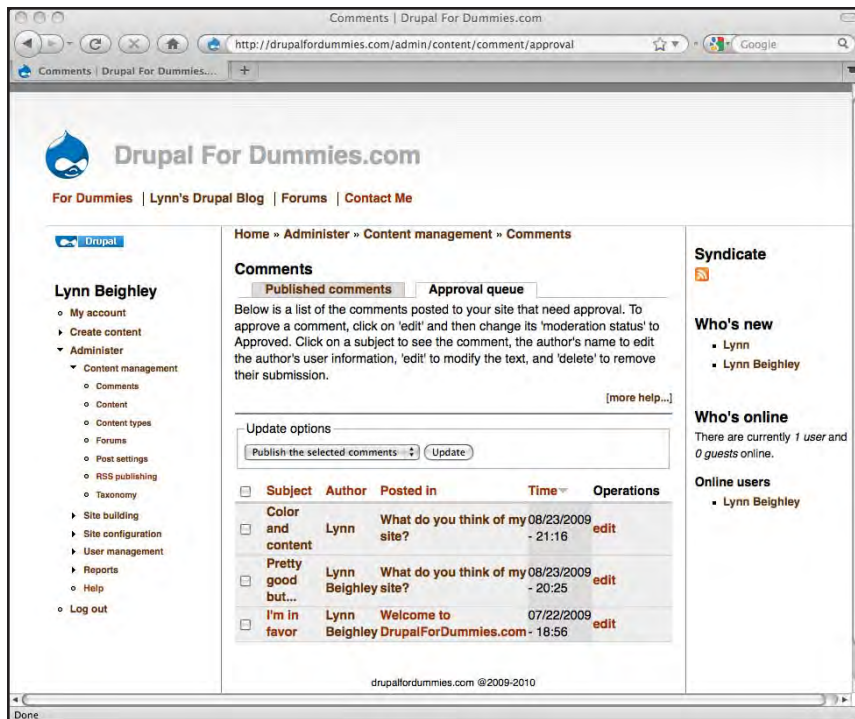 Comments | Drupal For Dummies.com
http://drupalfordummies.com/admin/content/comment/approval
Google
Comments | Drupal For Dummies....
+
Drupal For Dummies.com
For Dummies | Lynn's Drupal Blog | Forums | Contact Me
Drupal
Lynn Beighley
My account
Create content
Administer
Content management
Comments
Content
Content types
Forums
Post settings
RSS publishing
Taxonomy
Site building
Site configuration
User management
Reports
Help
Log out
Home » Administer » Content management » Comments
Comments
Published comments Approval queue
Below is a list of the comments posted to your site that need approval. To
approve a comment, click on 'edit' and then change its 'moderation status' to
Approved. Click on a subject to see the comment, the author's name to edit
the author's user information, 'edit' to modify the text, and 'delete' to remove
their submission.
[more help...]
Update options
Publish the selected comments Update
Subject Author Posted in Time Operations
Color
and
content
Lynn
What do you think of my
site?
08/23/2009
- 21:16
edit
Pretty
good
but...
Lynn
Beighley
What do you think of my
site?
08/23/2009
- 20:25
edit
I'm in
favor
Lynn
Beighley
Welcome to
DrupalForDummies.com
07/22/2009
- 18:56
edit
drupalfordummies.com @2009-2010
Syndicate
Who's new
Lynn
Lynn Beighley
Who's online
There are currently 1 user and
0 guests online.
Online users
Lynn Beighley
Done